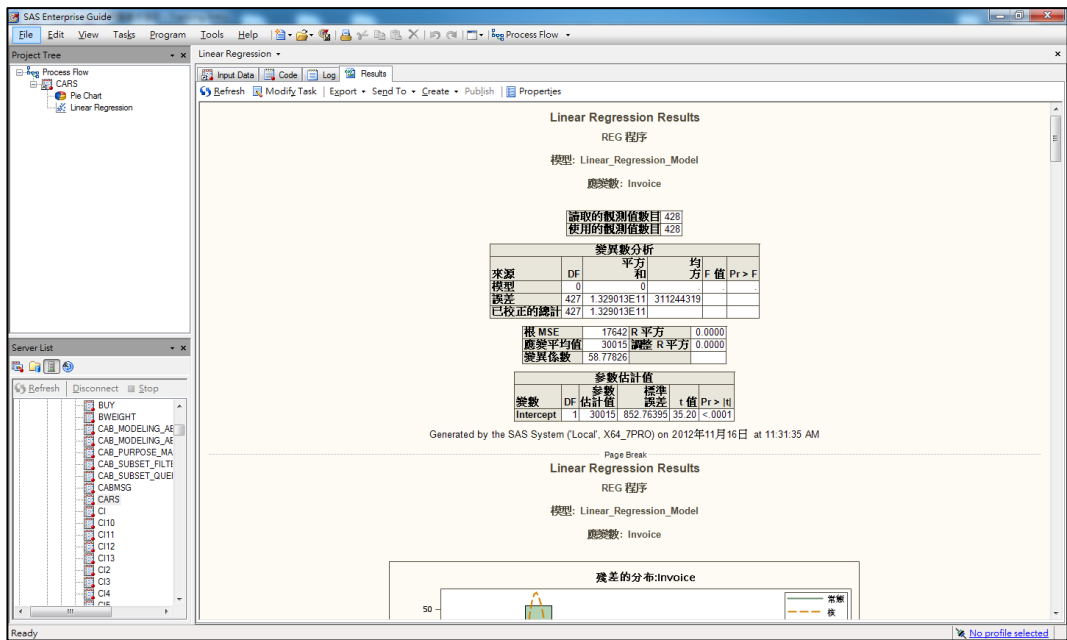 SAS Enterprise Guide
File Edit View Tasks Program Tools Help Process Flow
Project Tree
Process Flow
CARS
Pie Chart
Linear Regression
Server List
Refresh Disconnect Stop
BUY
BWEIGHT
CAB_MODELING_AE
CAB_MODELING_AE
CAB_PURPOSE_MA
CAB_SUBSET_FILTE
CAB_SUBSET_QUEI
CABMSG
CARS
CI
CI10
CI11
CI12
CI13
CI2
CI3
CI4
CI5
Linear Regression
Input Data Code Log Results
Refresh Modify Task Export Send To Create Publish Properties
Linear Regression Results
REG 程序
模型: Linear_Regression_Model
應變數: Invoice
讀取的觀測值數目 428
使用的觀測值數目 428
變異數分析
來源 DF 平方和 均方 F 值 Pr > F
模型 0 0 . . .
誤差 427 1.329013E11 311244319
已校正的總計 427 1.329013E11
根 MSE 17642 R 平方 0.0000
應變平均值 30015 調整 R 平方 0.0000
變異係數 58.77826
參數估計值
變數 DF 參數估計值 標準誤差 t 值 Pr > |t|
Intercept 1 30015 852.76395 35.20 <.0001
Generated by the SAS System ('Local', X64_7PRO) on 2012年11月16日 at 11:31:35 AM
Page Break
Linear Regression Results
REG 程序
模型: Linear_Regression_Model
應變數: Invoice
殘差的分布:Invoice
50
常態
核
Ready
No profile selected